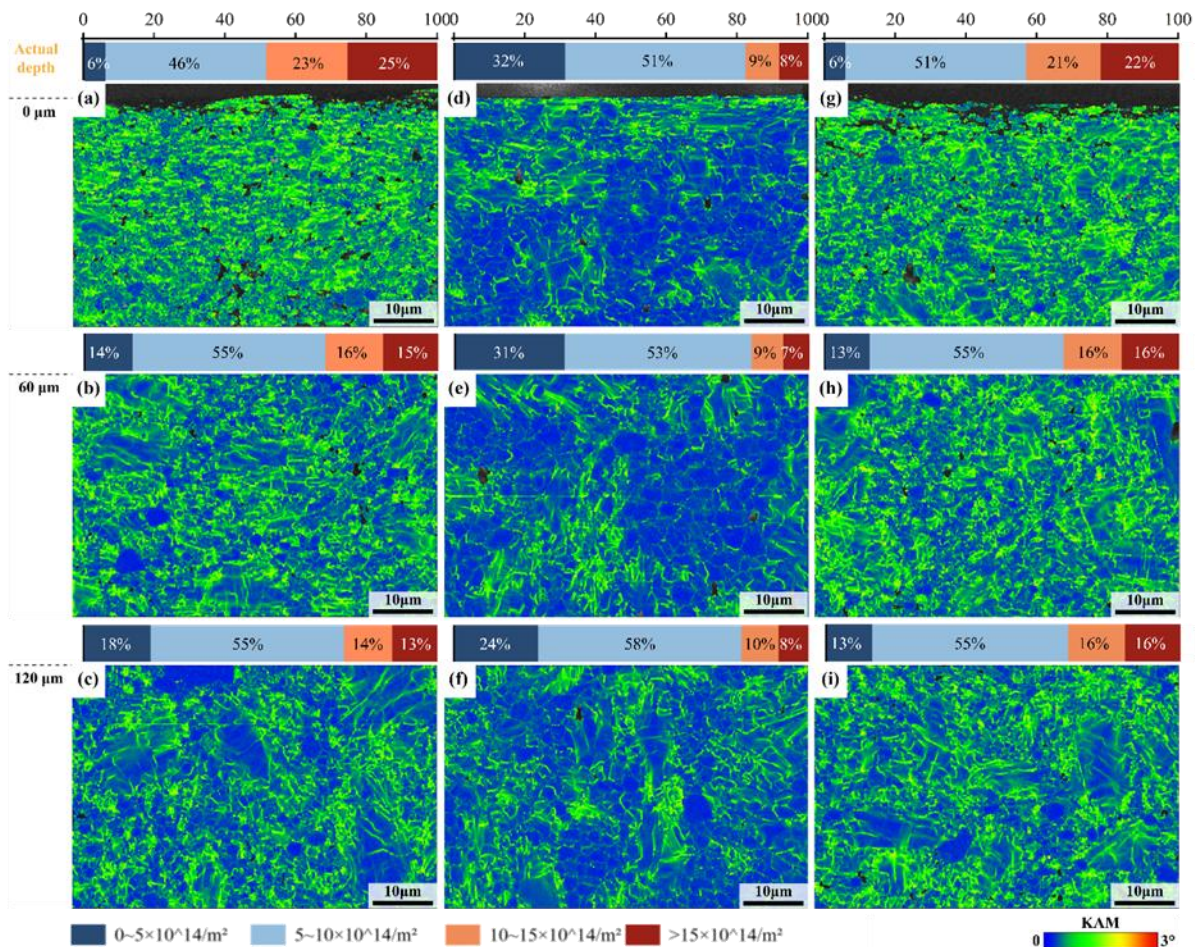 0 20 40 60 80 100 0 20 40 60 80 100 0 20 40 60 80 100
Actual depth
6% 46% 23% 25% 32% 51% 9% 8% 6% 51% 21% 22%
0 μm
(a) (d) (g)
10μm 10μm 10μm
14% 55% 16% 15% 31% 53% 9% 7% 13% 55% 16% 16%
60 μm
(b) (e) (h)
10μm 10μm 10μm
18% 55% 14% 13% 24% 58% 10% 8% 13% 55% 16% 16%
120 μm
(c) (f) (i)
10μm 10μm 10μm
0~5×10^14/m² 5~10×10^14/m² 10~15×10^14/m² >15×10^14/m²
KAM
0 3°